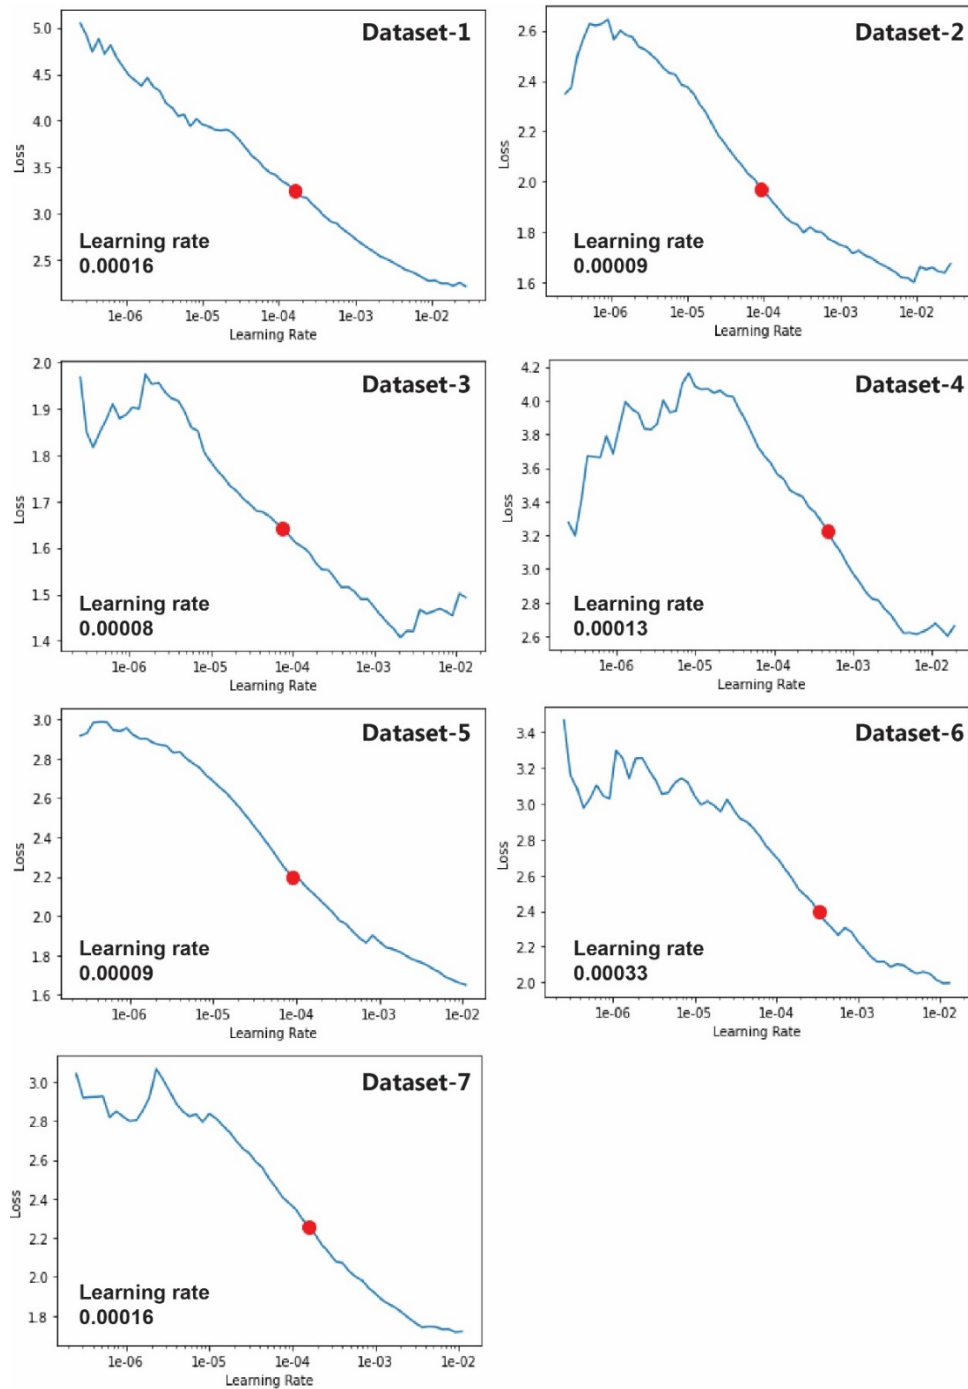 Dataset-1
5.0
4.5
4.0
3.5
3.0
2.5
Loss
Learning rate
0.00016
1e-06 1e-05 1e-04 1e-03 1e-02
Learning Rate
Dataset-2
2.6
2.4
2.2
2.0
1.8
1.6
Loss
Learning rate
0.00009
1e-06 1e-05 1e-04 1e-03 1e-02
Learning Rate
Dataset-3
2.0
1.9
1.8
1.7
1.6
1.5
1.4
Loss
Learning rate
0.00008
1e-06 1e-05 1e-04 1e-03 1e-02
Learning Rate
Dataset-4
4.2
4.0
3.8
3.6
3.4
3.2
3.0
2.8
2.6
Loss
Learning rate
0.00013
1e-06 1e-05 1e-04 1e-03 1e-02
Learning Rate
Dataset-5
3.0
2.8
2.6
2.4
2.2
2.0
1.8
1.6
Loss
Learning rate
0.00009
1e-06 1e-05 1e-04 1e-03 1e-02
Learning Rate
Dataset-6
3.4
3.2
3.0
2.8
2.6
2.4
2.2
2.0
Loss
Learning rate
0.00033
1e-06 1e-05 1e-04 1e-03 1e-02
Learning Rate
Dataset-7
3.0
2.8
2.6
2.4
2.2
2.0
1.8
Loss
Learning rate
0.00016
1e-06 1e-05 1e-04 1e-03 1e-02
Learning Rate